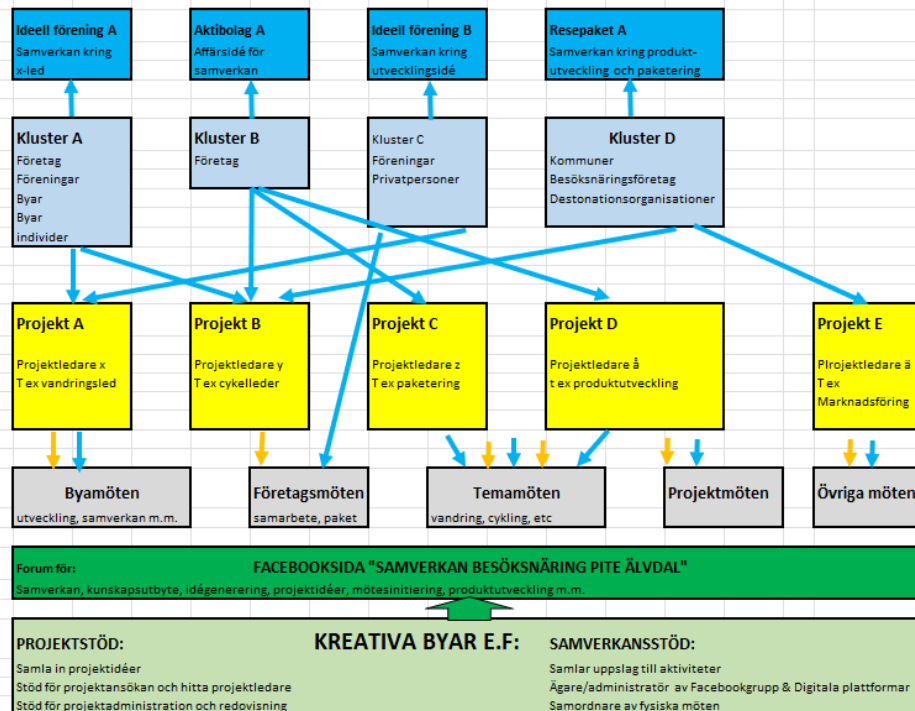 Ideell förening A
Samverkan kring
x-led
Aktibolag A
Affärsidé för
samverkan
Ideell förening B
Samverkan kring
utvecklingsidé
Resepaket A
Samverkan kring produkt-
utveckling och paketering
Kluster A
Företag
Föreningar
Byar
Byar
individer
Kluster B
Företag
Kluster C
Föreningar
Privatpersoner
Kluster D
Kommuner
Besöksnäringsföretag
Destonationsorganisationer
Projekt A
Projektledare x
T ex vandringsled
Projekt B
Projektledare y
T ex cykelleder
Projekt C
Projektledare z
T ex paketering
Projekt D
Projektledare å
t ex produktutveckling
Projekt E
Plrojektledare ä
T ex
Marknadsföring
Byamöten
utveckling, samverkan m.m.
Företagsmöten
samarbete, paket
Temamöten
vandring, cykling, etc
Projektmöten
Övriga möten
Forum för: FACEBOOKSIDA "SAMVERKAN BESÖKSNÄRING PITE ÄLVDAL"
Samverkan, kunskapsutbyte, idégenerering, projektidéer, mötesinitiering, produktutveckling m.m.
KREATIVA BYAR E.F:
PROJEKTSTÖD:
Samla in projektidéer
Stöd för projektansökan och hitta projektledare
Stöd för projektadministration och redovisning
SAMVERKANSSTÖD:
Samlar uppslag till aktiviteter
Ägare/administratör av Facebookgrupp & Digitala plattformar
Samordnare av fysiska möten